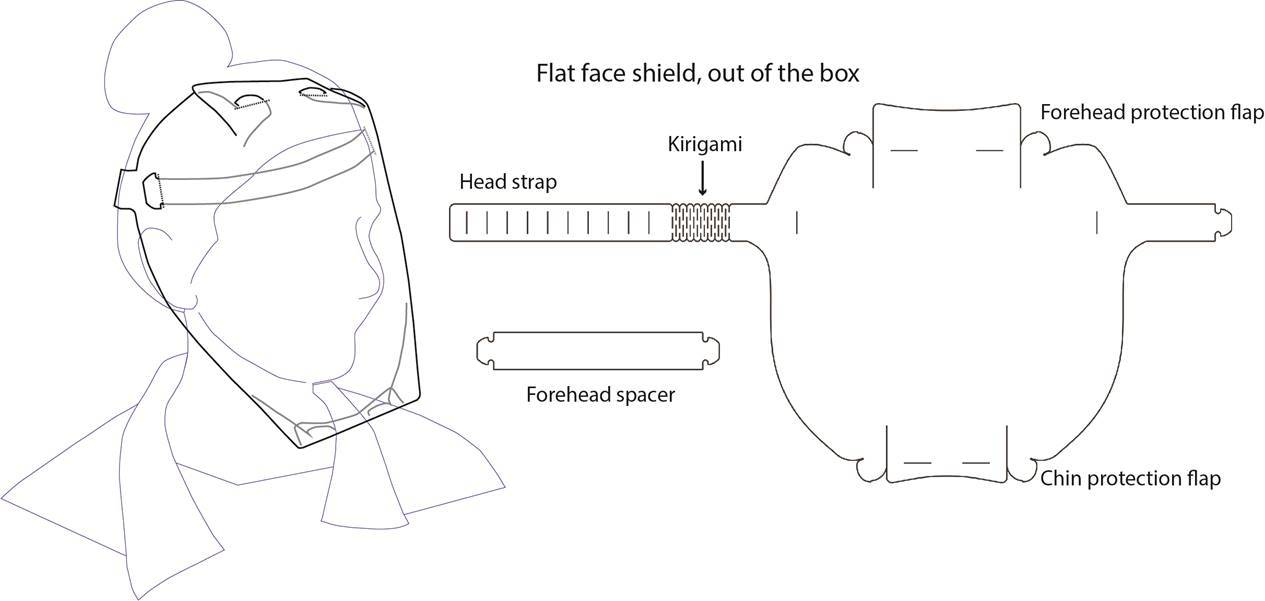 Flat face shield, out of the box
Forehead protection flap
Kirigami
Head strap
Forehead spacer
Chin protection flap